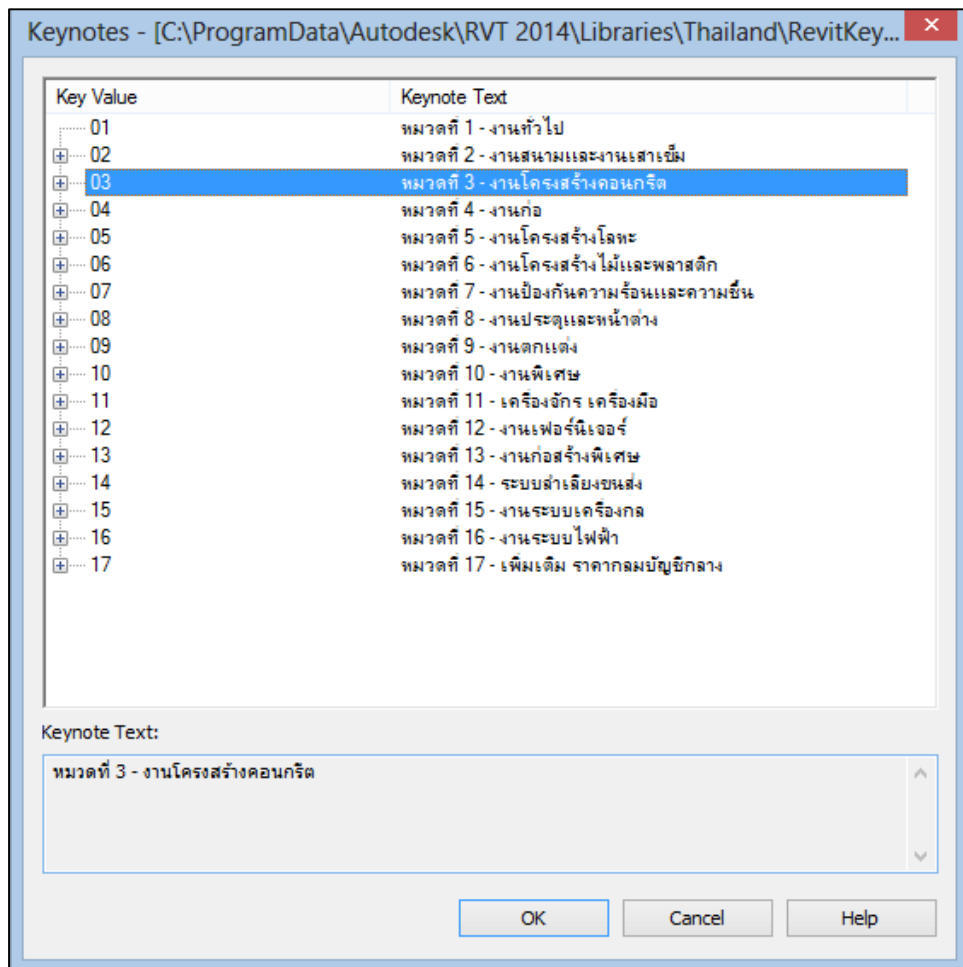 Keynotes - [C:\ProgramData\Autodesk\RVT 2014\Libraries\Thailand\RevitKey...
Key Value Keynote Text
01 หมวดที่ 1 - งานทั่วไป
02 หมวดที่ 2 - งานสนามและงานเสาเข็ม
03 หมวดที่ 3 - งานโครงสร้างคอนกรีต
04 หมวดที่ 4 - งานก่อ
05 หมวดที่ 5 - งานโครงสร้างโลหะ
06 หมวดที่ 6 - งานโครงสร้างไม้และพลาสติก
07 หมวดที่ 7 - งานป้องกันความร้อนและความชื้น
08 หมวดที่ 8 - งานประตูและหน้าต่าง
09 หมวดที่ 9 - งานตกแต่ง
10 หมวดที่ 10 - งานพิเศษ
11 หมวดที่ 11 - เครื่องจักร เครื่องมือ
12 หมวดที่ 12 - งานเฟอร์นิเจอร์
13 หมวดที่ 13 - งานก่อสร้างพิเศษ
14 หมวดที่ 14 - ระบบลำเลียงขนส่ง
15 หมวดที่ 15 - งานระบบเครื่องกล
16 หมวดที่ 16 - งานระบบไฟฟ้า
17 หมวดที่ 17 - เพิ่มเติม ราคากลมบัญชีกลาง
Keynote Text:
หมวดที่ 3 - งานโครงสร้างคอนกรีต
OK Cancel Help